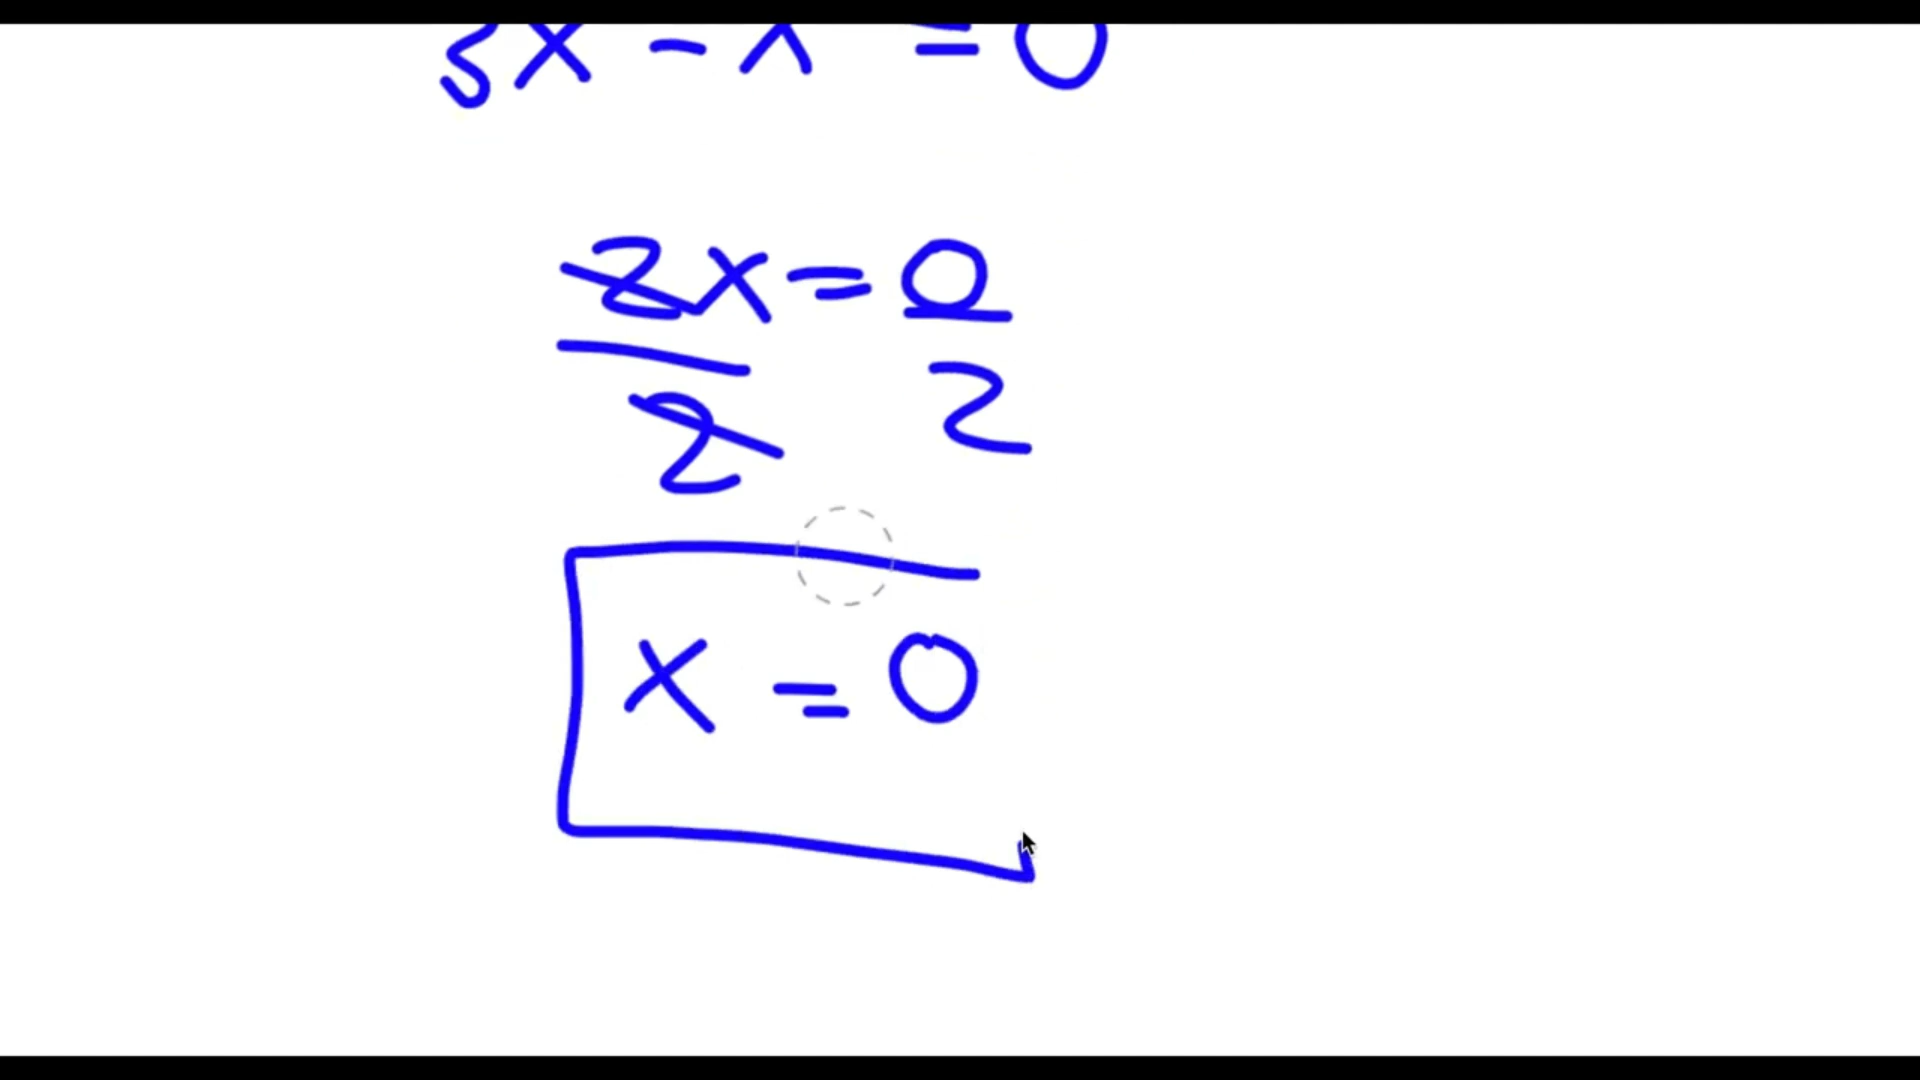 3x - x = 0
2x = 0
2 2
x = 0